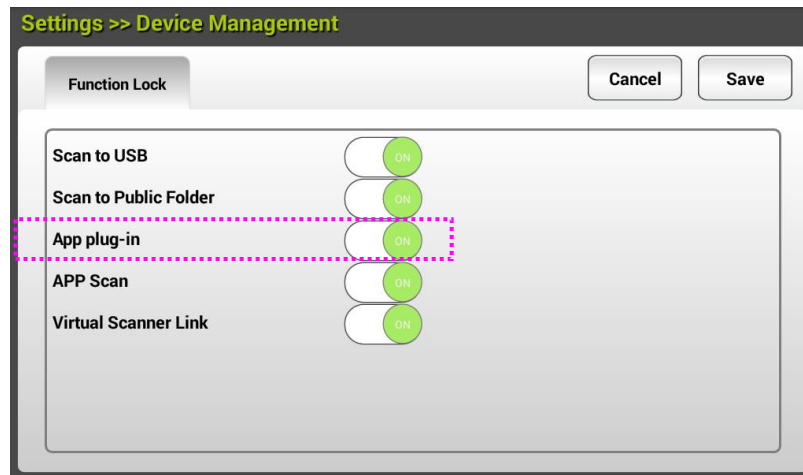 Settings >> Device Management
Function Lock
Cancel
Save
Scan to USB
ON
Scan to Public Folder
ON
App plug-in
ON
APP Scan
ON
Virtual Scanner Link
ON